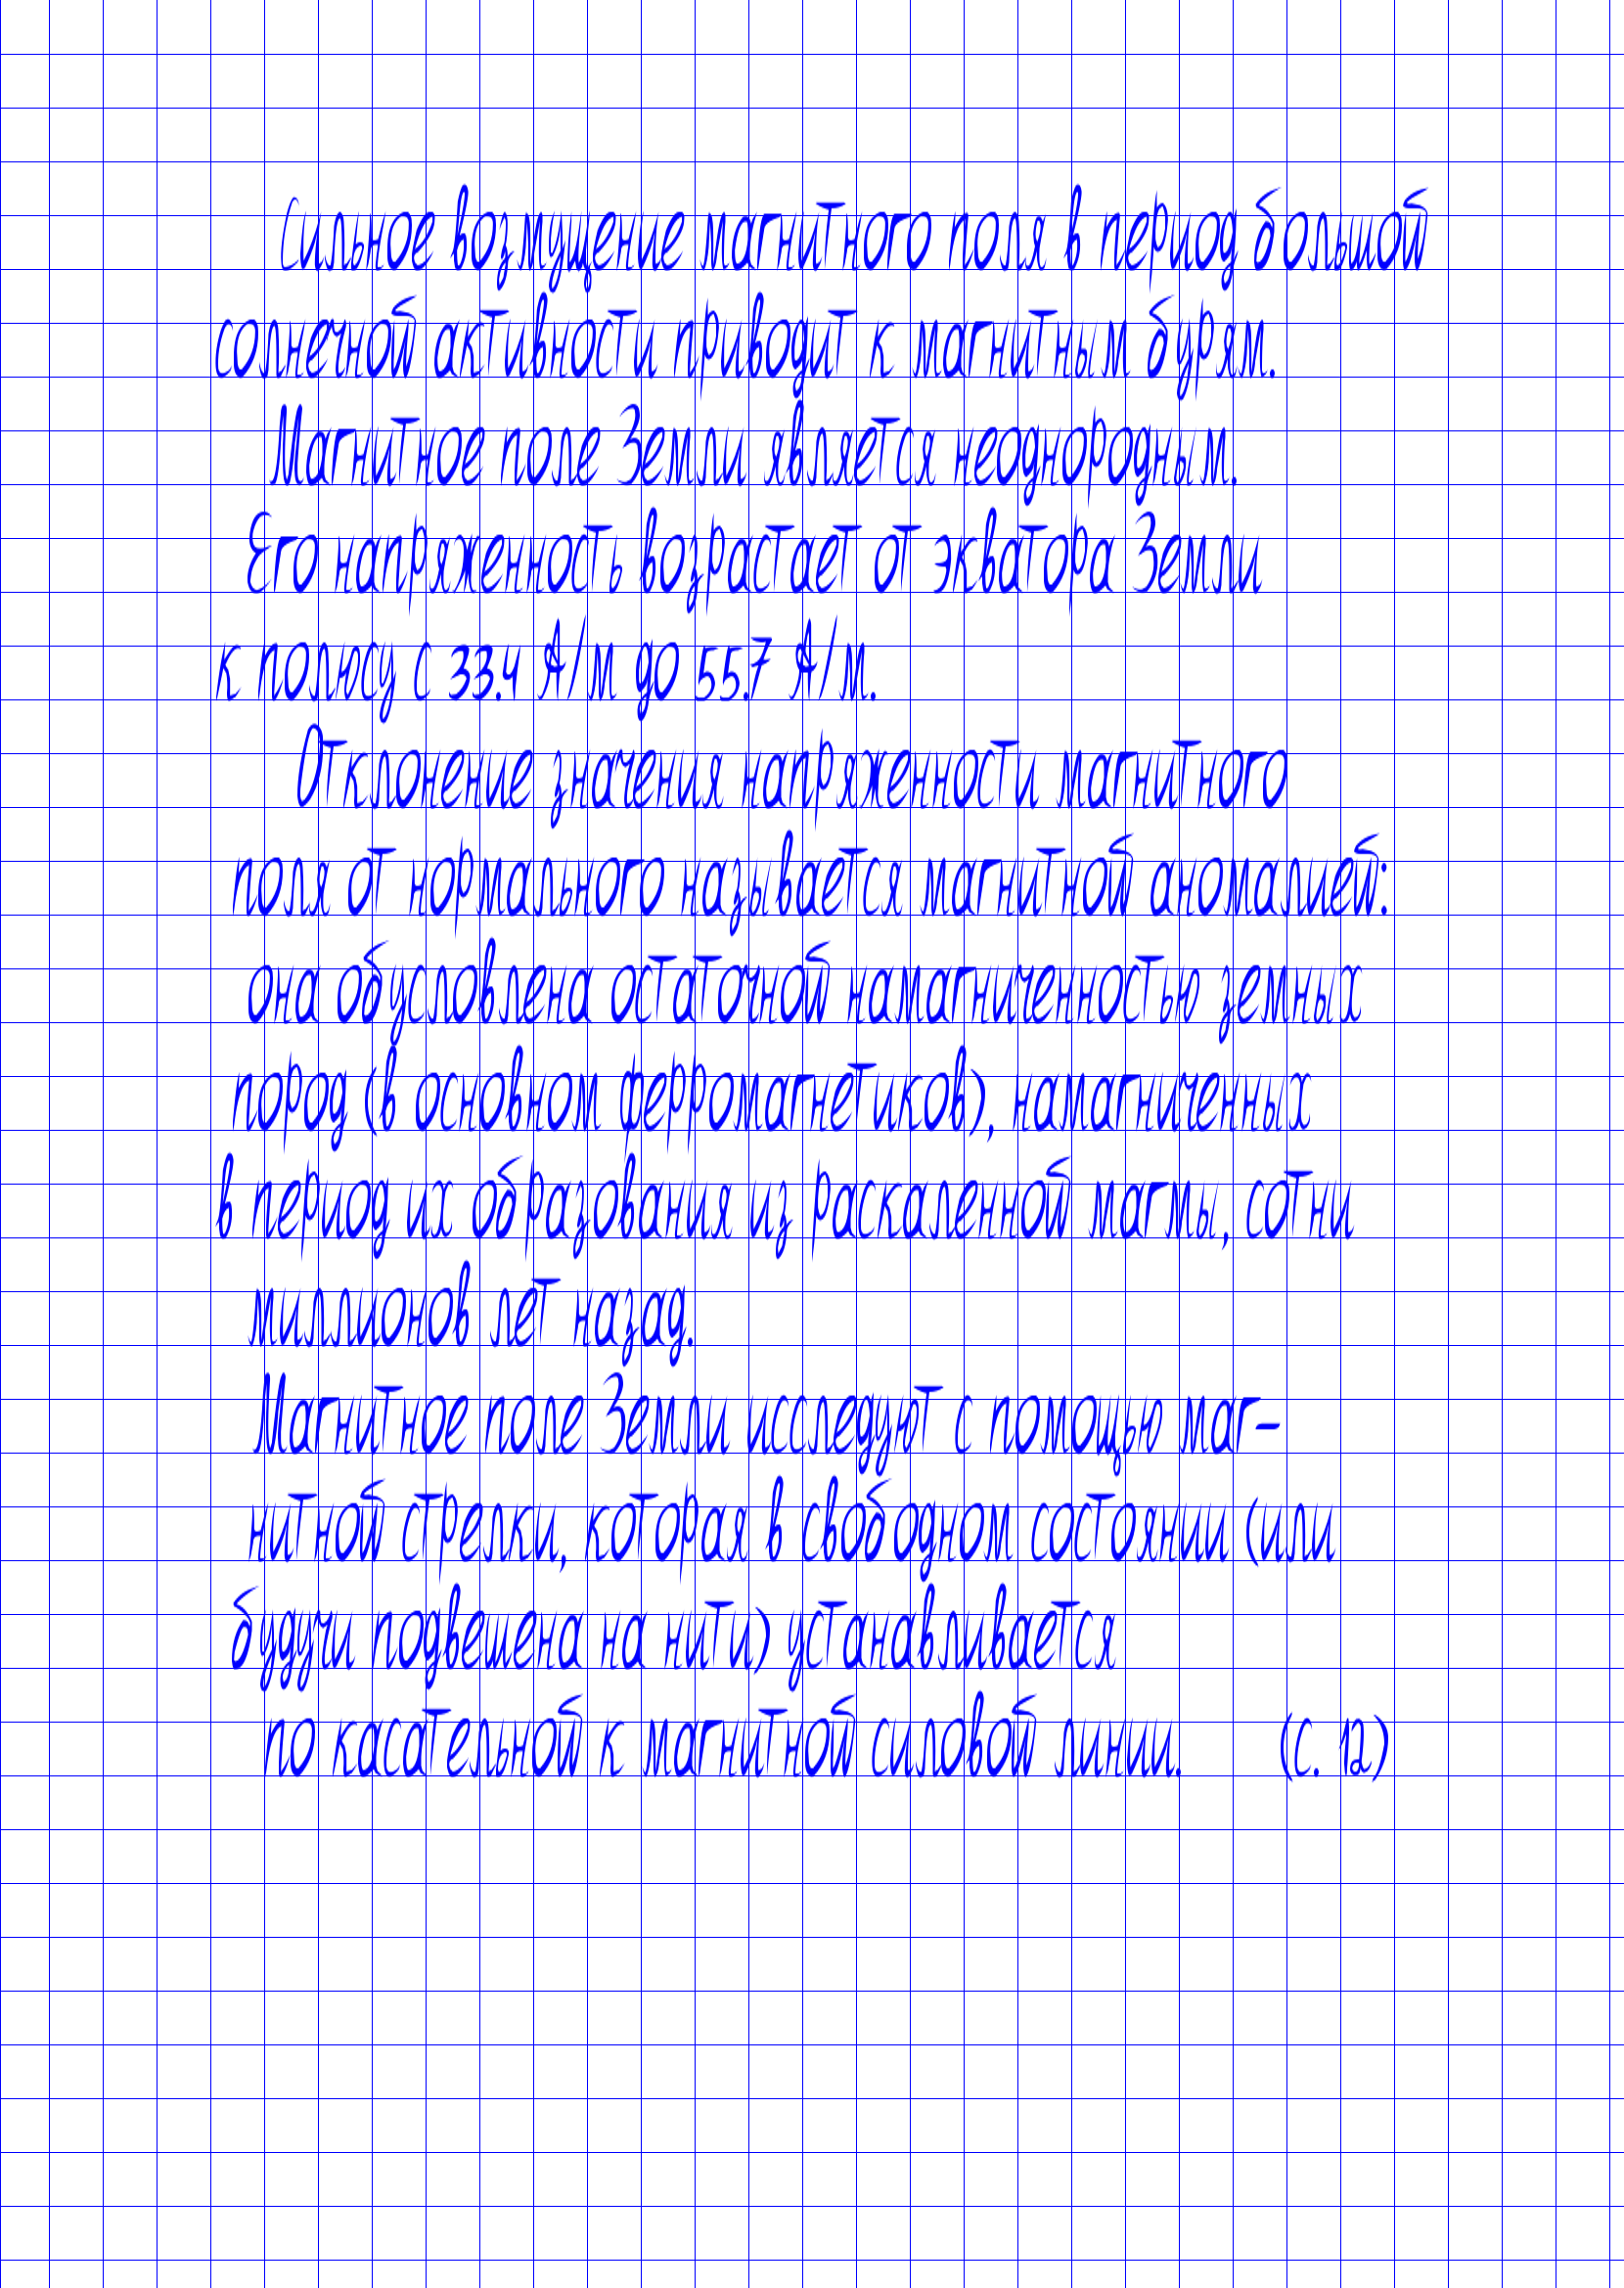 Сильное возмущение магнитного поля в период большой
солнечной активности приводит к магнитным бурям.
Магнитное поле Земли является неоднородным.
Его напряженность возрастает от экватора Земли
к полюсу с 33.4 А/м до 55.7 А/м.
Отклонение значения напряженности магнитного
поля от нормального называется магнитной аномалией:
она обусловлена остаточной намагниченностью земных
пород (в основном ферромагнетиков), намагниченных
в период их образования из раскаленной магмы, сотни
миллионов лет назад.
Магнитное поле Земли исследуют с помощью маг-
нитной стрелки, которая в свободном состоянии (или
будучи подвешена на нити) устанавливается
по касательной к магнитной силовой линии. (с. 12)